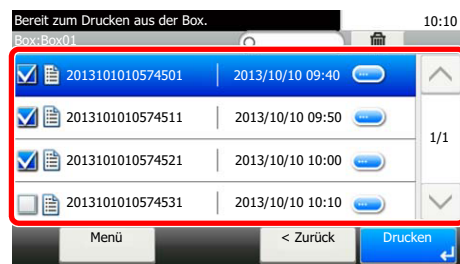 Bereit zum Drucken aus der Box. 10:10
Box:Box01
2013101010574501 2013/10/10 09:40
2013101010574511 2013/10/10 09:50
1/1
2013101010574521 2013/10/10 10:00
2013101010574531 2013/10/10 10:10
Menü < Zurück Drucken